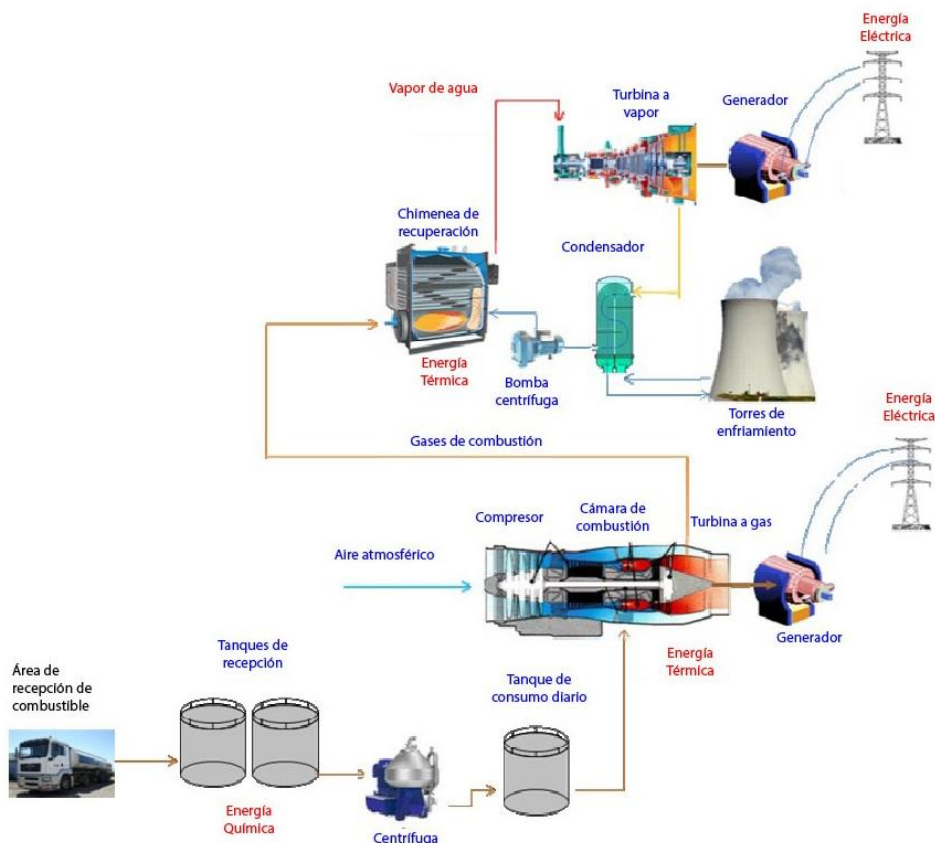 Energía
Eléctrica
Vapor de agua
Turbina a
vapor
Generador
Chimenea de
recuperación
Condensador
Energía
Térmica
Bomba
centrífuga
Torres de
enfriamiento
Energía
Eléctrica
Gases de combustión
Compresor
Cámara de
combustión
Turbina a gas
Aire atmosférico
Generador
Tanques de
recepción
Energía
Térmica
Área de
recepción de
combustible
Tanque de
consumo diario
Energía
Química
Centrífuga